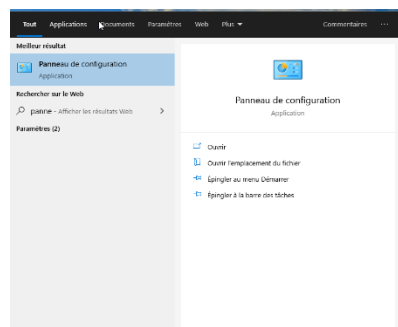 Tout Applications Documents Paramètres Web Plus Commentaires ...
Meilleur résultat
Panneau de configuration
Application
Rechercher sur le Web
panne - Afficher les résultats Web
Paramètres (2)
Panneau de configuration
Application
Ouvrir
Ouvrir l'emplacement du fichier
Épingler au menu Démarrer
Épingler à la barre des tâches